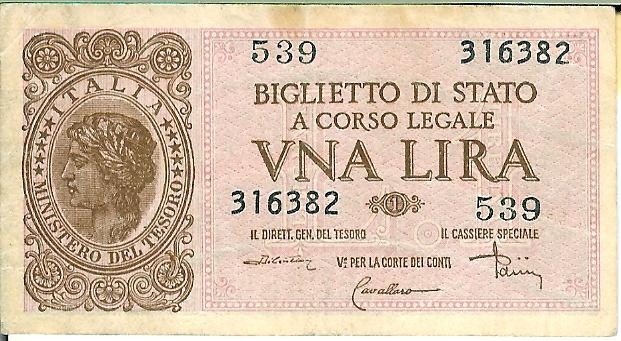 539 316382
ITALIA
MINISTERO DEL TESORO
BIGLIETTO DI STATO
A CORSO LEGALE
VNA LIRA
316382 1 539
IL DIRETT. GEN. DEL TESORO IL CASSIERE SPECIALE
Vº PER LA CORTE DEI CONTI
Cavallaro